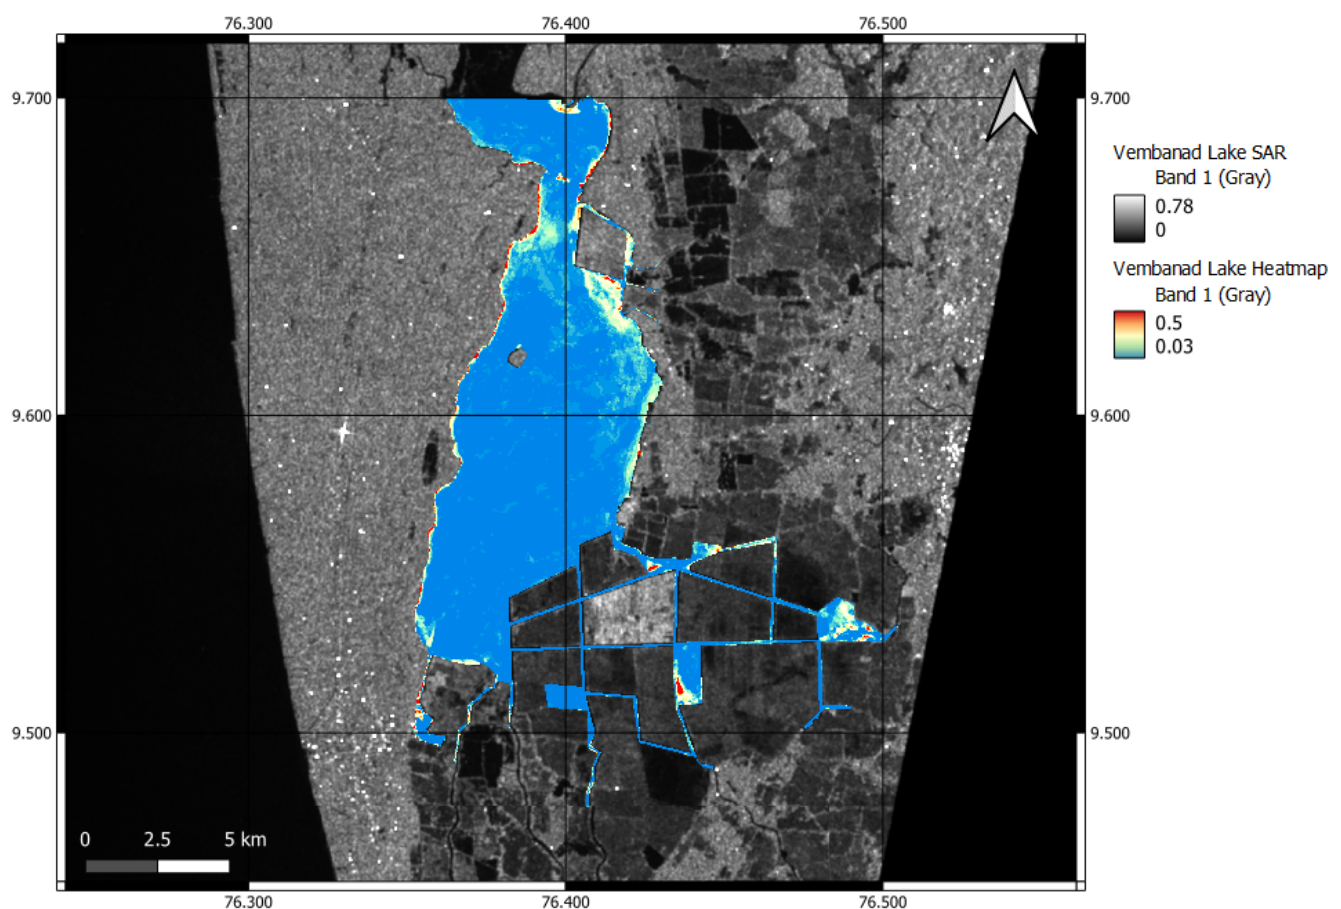 76.300 76.400 76.500
9.700 9.700
Vembanad Lake SAR
Band 1 (Gray)
0.78
0
Vembanad Lake Heatmap
Band 1 (Gray)
0.5
0.03
9.600 9.600
9.500 9.500
0 2.5 5 km
76.300 76.400 76.500